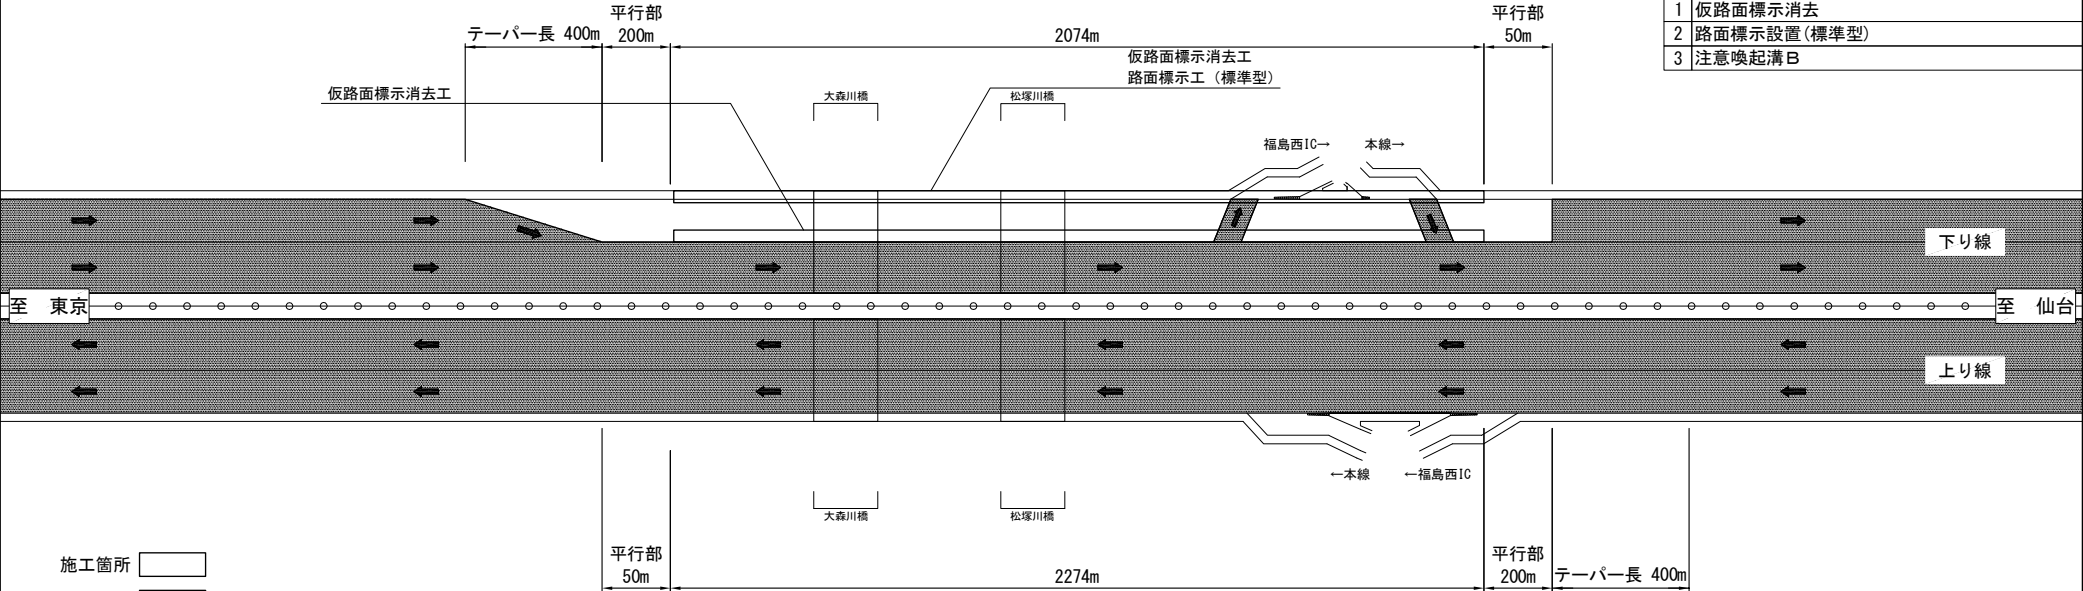 平行部
平行部
1 仮路面標示消去
テーパー長 400m
200m
2074m
50m
2 路面標示設置(標準型)
仮路面標示消去工
3 注意喚起溝B
路面標示工 (標準型)
仮路面標示消去工
大森川橋
松塚川橋
福島西IC→
本線→
下り線
至 東京
至 仙台
上り線
←本線
←福島西IC
大森川橋
松塚川橋
平行部
平行部
施工箇所
50m
2274m
200m
テーパー長 400m